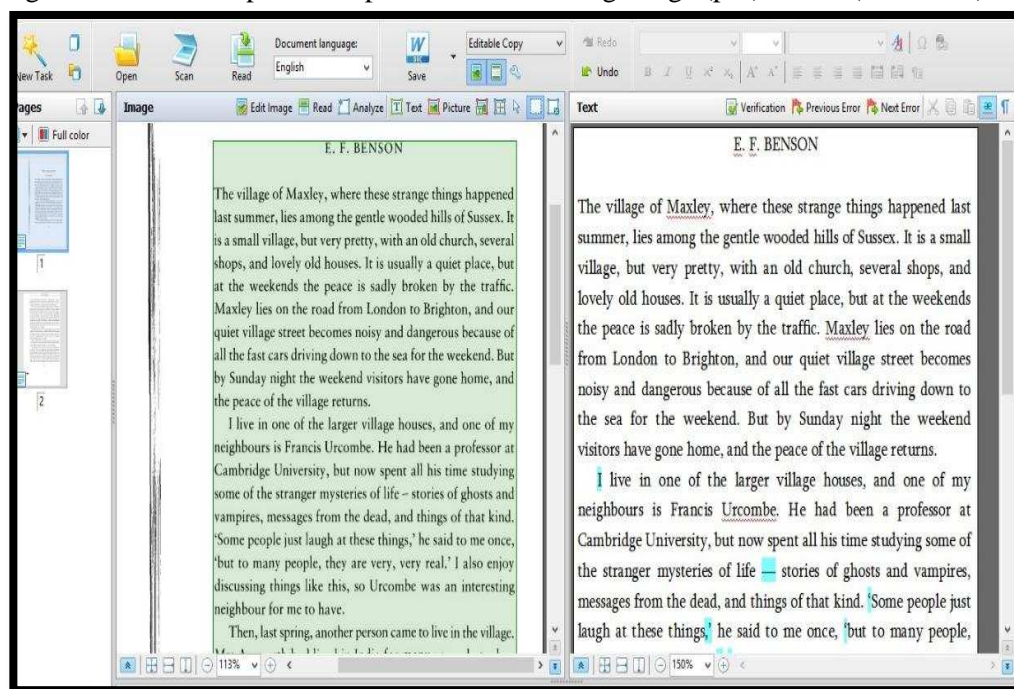 New Task
Open
Scan
Read
Document language:
English
Save
Editable Copy
Redo
Undo
Pages
Full color
1
2
Image
Edit Image Read Analyze Text Picture
E. F. BENSON
The village of Maxley, where these strange things happened
last summer, lies among the gentle wooded hills of Sussex. It
is a small village, but very pretty, with an old church, several
shops, and lovely old houses. It is usually a quiet place, but
at the weekends the peace is sadly broken by the traffic.
Maxley lies on the road from London to Brighton, and our
quiet village street becomes noisy and dangerous because of
all the fast cars driving down to the sea for the weekend. But
by Sunday night the weekend visitors have gone home, and
the peace of the village returns.
I live in one of the larger village houses, and one of my
neighbours is Francis Urcombe. He had been a professor at
Cambridge University, but now spent all his time studying
some of the stranger mysteries of life – stories of ghosts and
vampires, messages from the dead, and things of that kind.
'Some people just laugh at these things,' he said to me once,
'but to many people, they are very, very real.' I also enjoy
discussing things like this, so Urcombe was an interesting
neighbour for me to have.
Then, last spring, another person came to live in the village.
113%
Text
Verification Previous Error Next Error
E. F. BENSON
The village of Maxley, where these strange things happened last
summer, lies among the gentle wooded hills of Sussex. It is a small
village, but very pretty, with an old church, several shops, and
lovely old houses. It is usually a quiet place, but at the weekends
the peace is sadly broken by the traffic. Maxley lies on the road
from London to Brighton, and our quiet village street becomes
noisy and dangerous because of all the fast cars driving down to
the sea for the weekend. But by Sunday night the weekend
visitors have gone home, and the peace of the village returns.
I live in one of the larger village houses, and one of my
neighbours is Francis Urcombe. He had been a professor at
Cambridge University, but now spent all his time studying some of
the stranger mysteries of life — stories of ghosts and vampires,
messages from the dead, and things of that kind. 'Some people just
laugh at these things,' he said to me once, 'but to many people,
150%